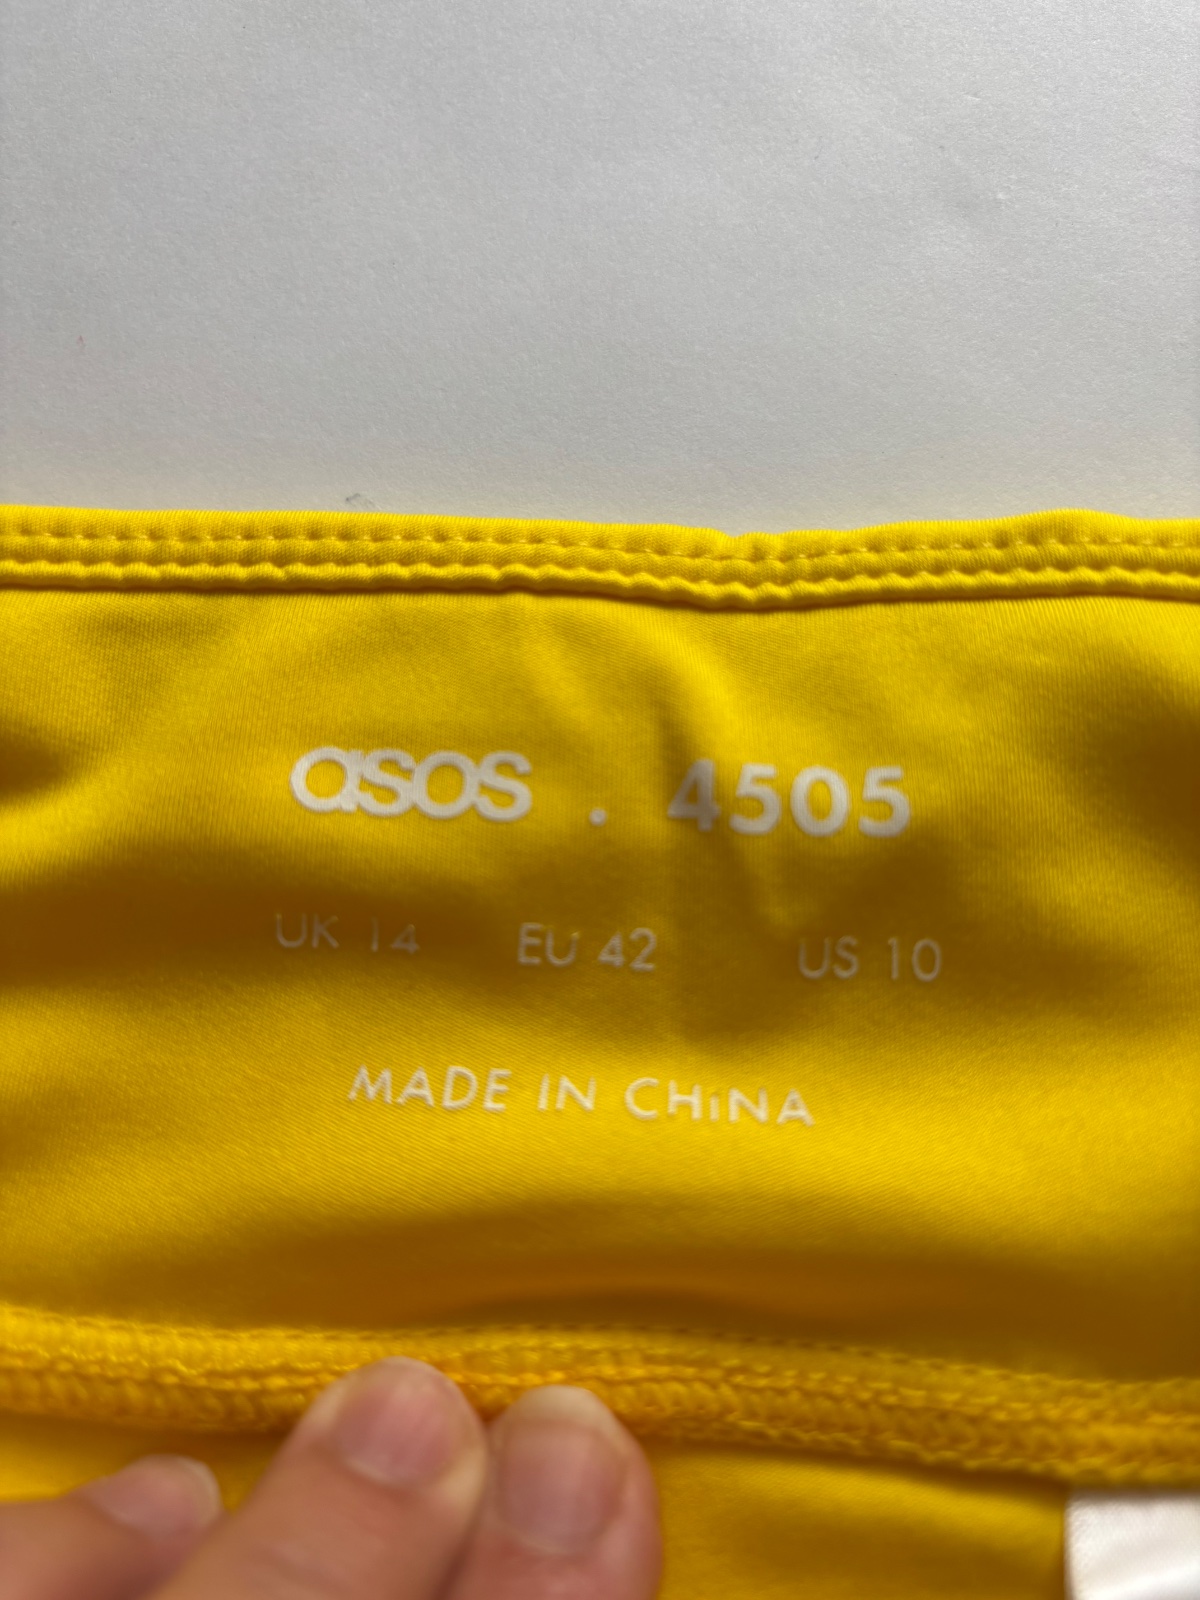 asos . 4505
UK 14 EU 42 US 10
MADE IN CHiNA